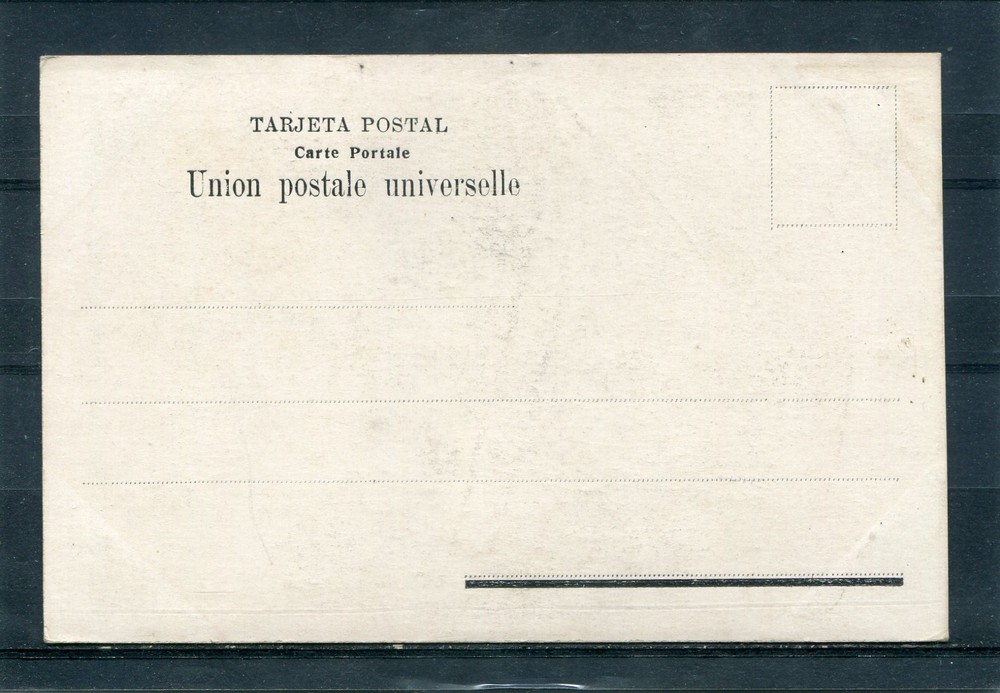 TARJETA POSTAL
Carte Portale
Union postale universelle